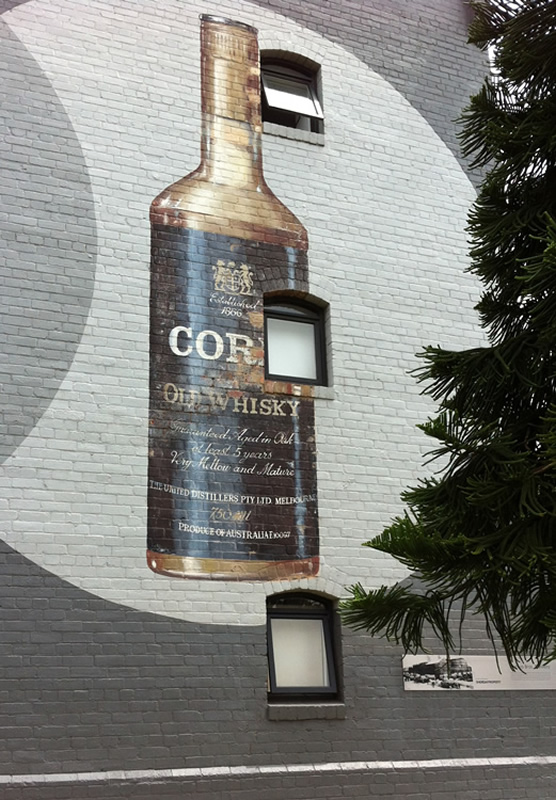 Established
1606
COR
OLD WHISKY
Guaranteed Aged in Oak
at least 5 years
Very Mellow and Mature
THE UNITED DISTILLERS PTY LTD MELBOURNE
750 ml
PRODUCE OF AUSTRALIA